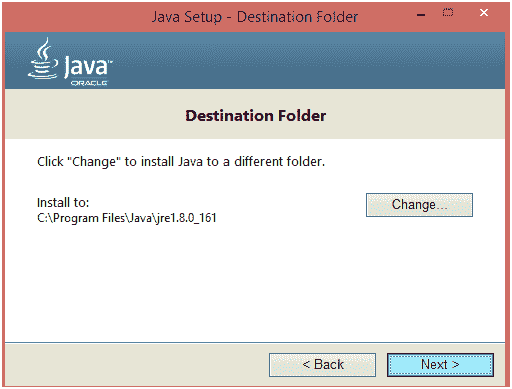 Java Setup - Destination Folder
Java™
ORACLE
Destination Folder
Click "Change" to install Java to a different folder.
Install to:
C:\Program Files\Java\jre1.8.0_161
Change...
< Back
Next >